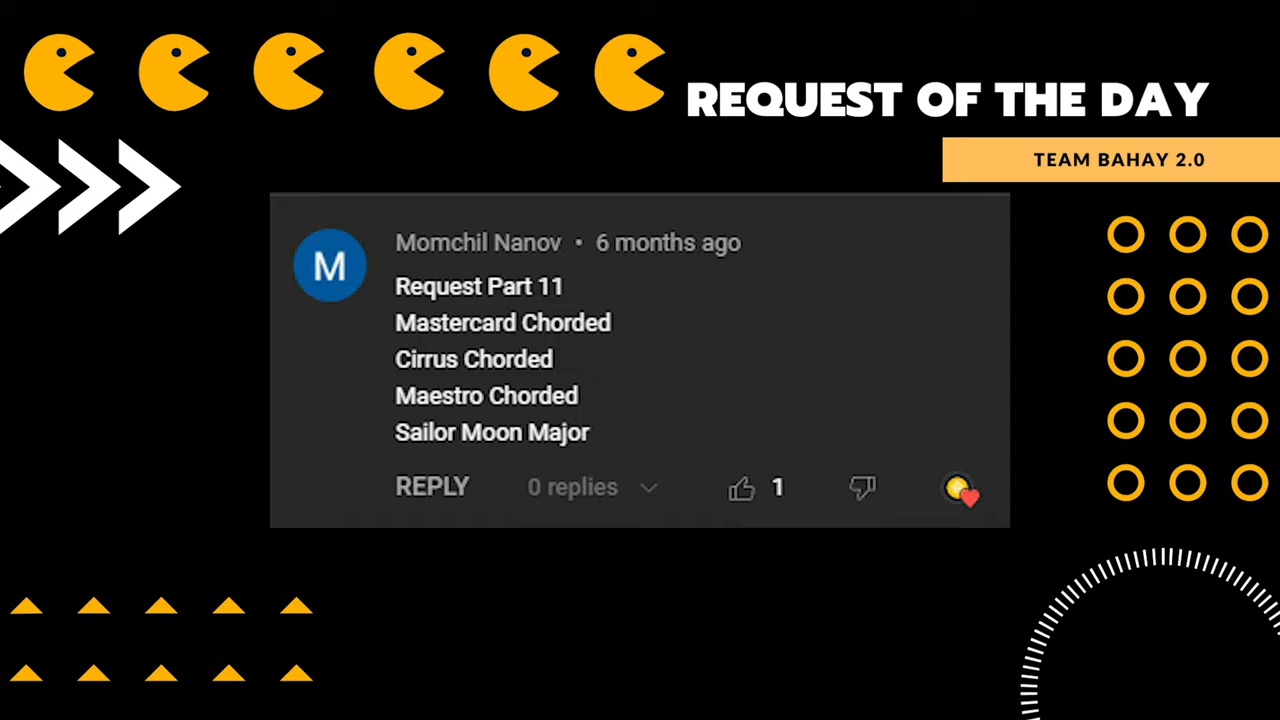 REQUEST OF THE DAY
TEAM BAHAY 2.0
M
Momchil Nanov • 6 months ago
Request Part 11
Mastercard Chorded
Cirrus Chorded
Maestro Chorded
Sailor Moon Major
REPLY 0 replies 1